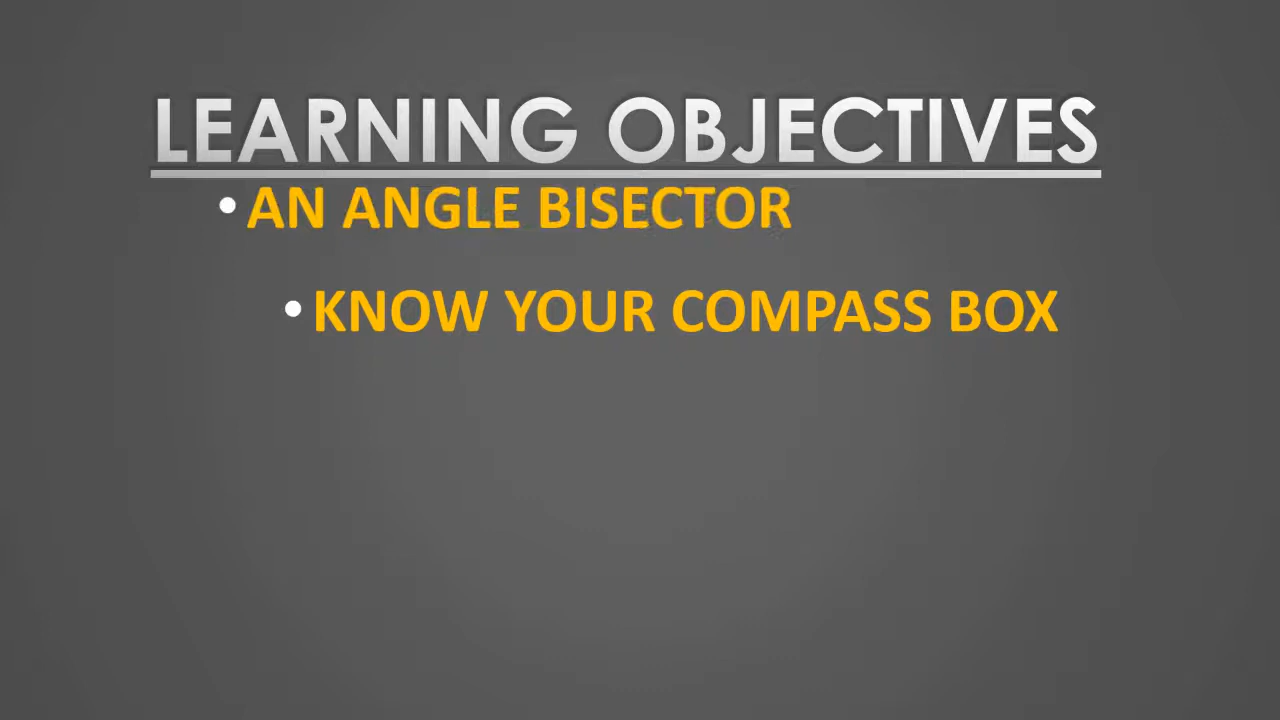 LEARNING OBJECTIVES
• AN ANGLE BISECTOR
• KNOW YOUR COMPASS BOX